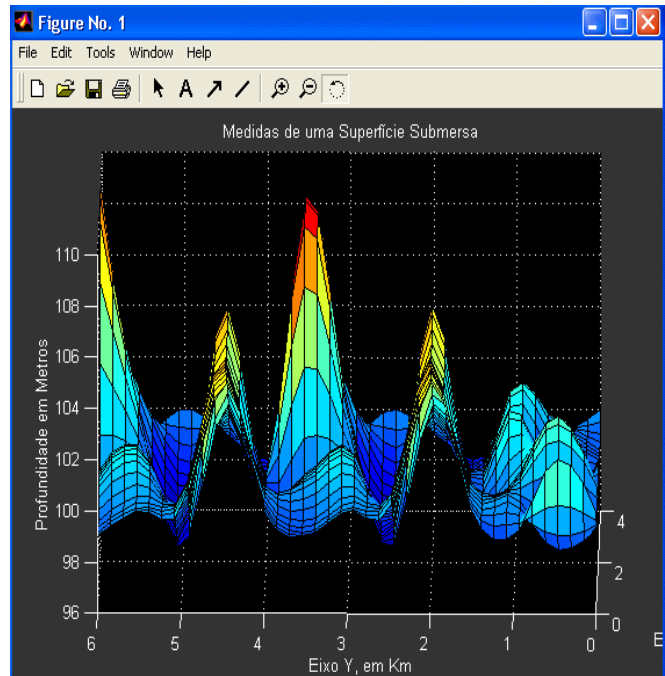 Figure No. 1
File Edit Tools Window Help
A
Medidas de uma Superfície Submersa
110
108
106
104
102
100
98
96
Profundidade em Metros
4
2
0
6 5 4 3 2 1 0
E
Eixo Y, em Km